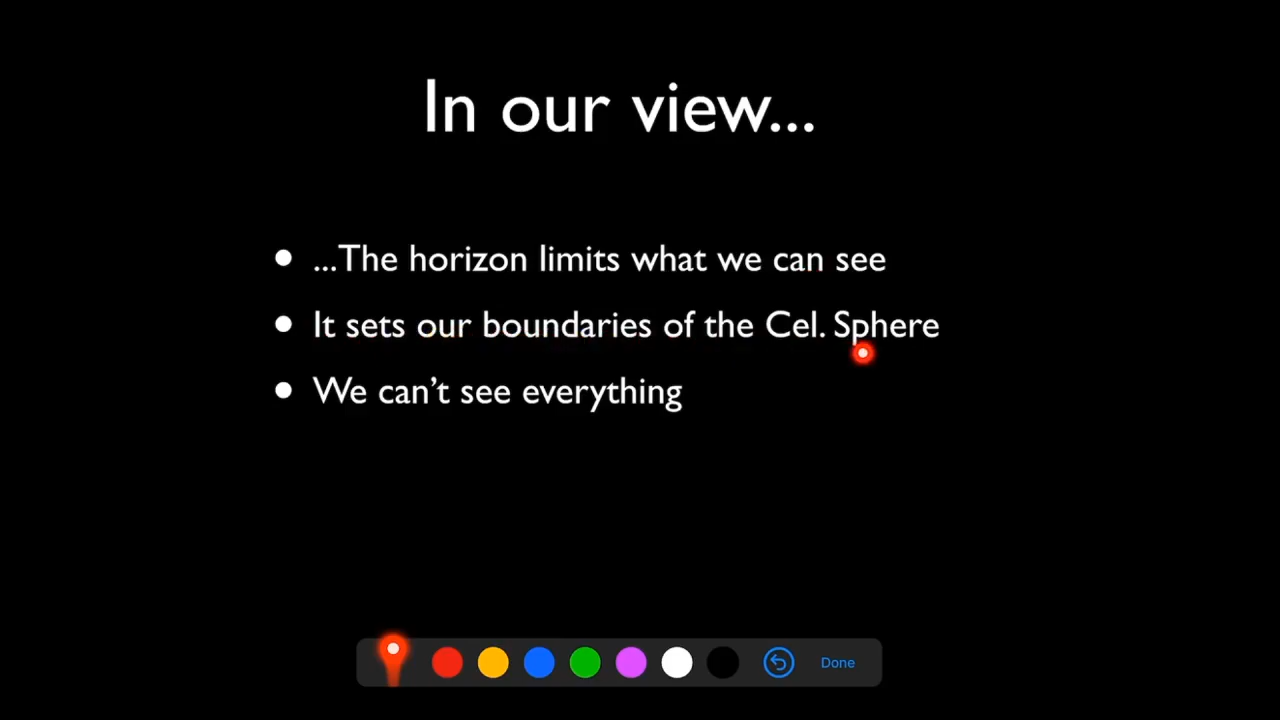 In our view...
• ...The horizon limits what we can see
• It sets our boundaries of the Cel. Sphere
• We can’t see everything
Done